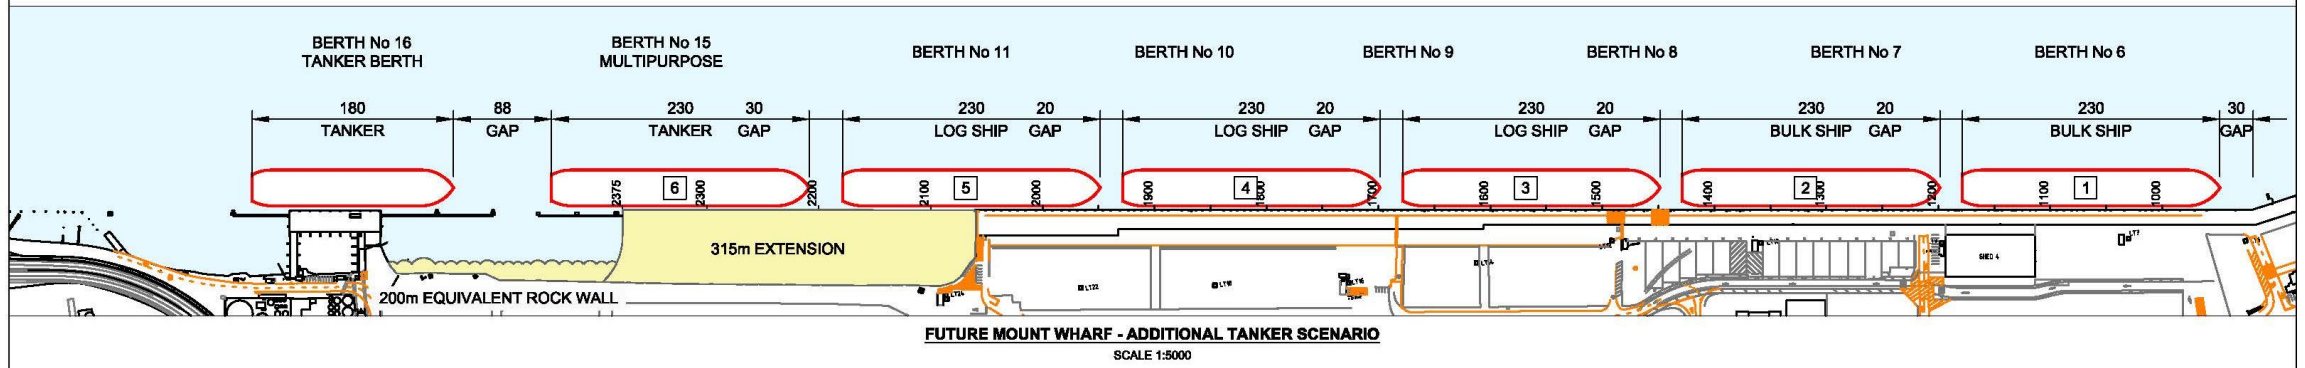 BERTH No 16
TANKER BERTH
BERTH No 15
MULTIPURPOSE
BERTH No 11
BERTH No 10
BERTH No 9
BERTH No 8
BERTH No 7
BERTH No 6
180
TANKER
88
GAP
230
TANKER
30
GAP
230
LOG SHIP
20
GAP
230
LOG SHIP
20
GAP
230
LOG SHIP
20
GAP
230
BULK SHIP
20
GAP
230
BULK SHIP
30
GAP
2375
6
2300
2200
2100
5
2000
1900
4
1800
1700
1600
3
1500
1400
2
1300
1200
1100
1
1000
315m EXTENSION
200m EQUIVALENT ROCK WALL
SHED 4
LT24
LT22
LT18
LT14
FUTURE MOUNT WHARF - ADDITIONAL TANKER SCENARIO
SCALE 1:5000